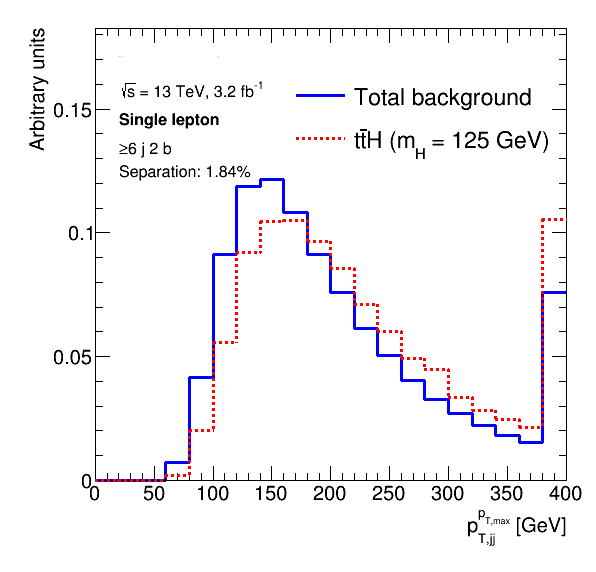 Arbitrary units
√s = 13 TeV, 3.2 fb⁻¹
Single lepton
≥6 j 2 b
Separation: 1.84%
Total background
tt̄H (m_H = 125 GeV)
0.15
0.1
0.05
0
0 50 100 150 200 250 300 350 400
p_{T,jj}^{p_{T,max}} [GeV]